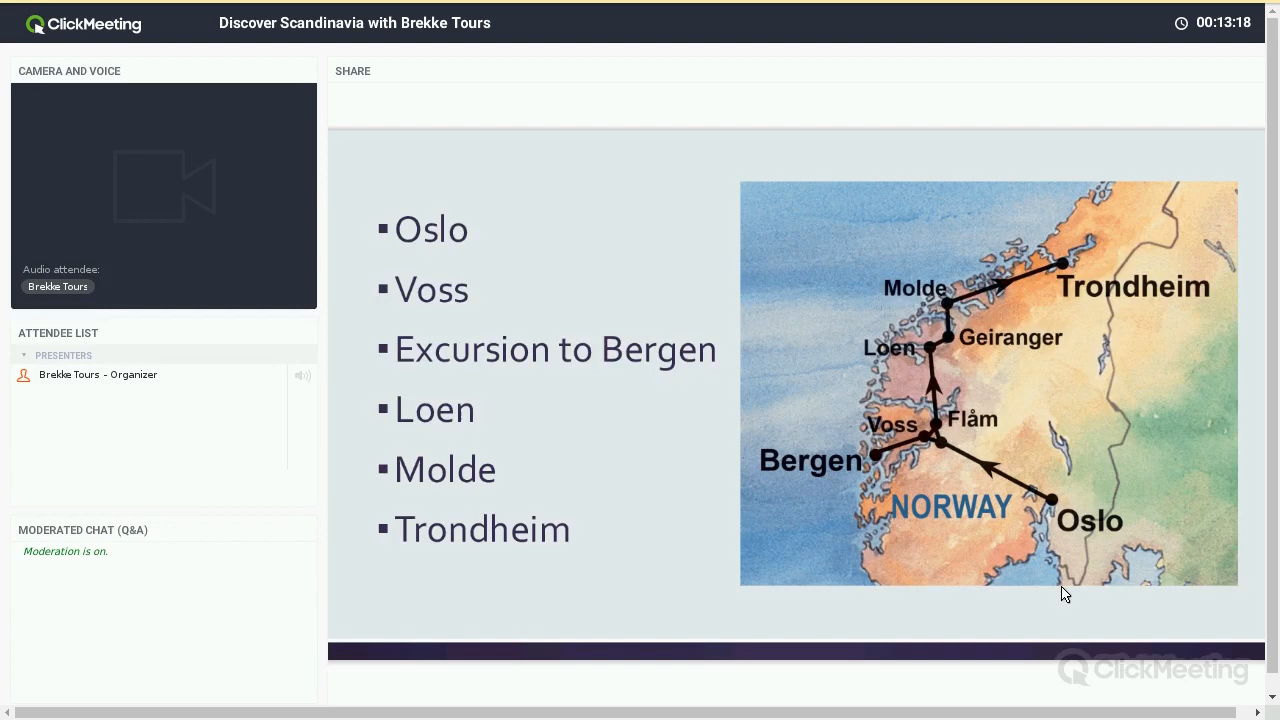 ClickMeeting
Discover Scandinavia with Brekke Tours
00:13:18
CAMERA AND VOICE
Audio attendee:
Brekke Tours
ATTENDEE LIST
PRESENTERS
Brekke Tours - Organizer
MODERATED CHAT (Q&A)
Moderation is on.
SHARE
▪ Oslo
▪ Voss
▪ Excursion to Bergen
▪ Loen
▪ Molde
▪ Trondheim
Molde
Trondheim
Geiranger
Loen
Flåm
Voss
Bergen
NORWAY
Oslo
ClickMeeting